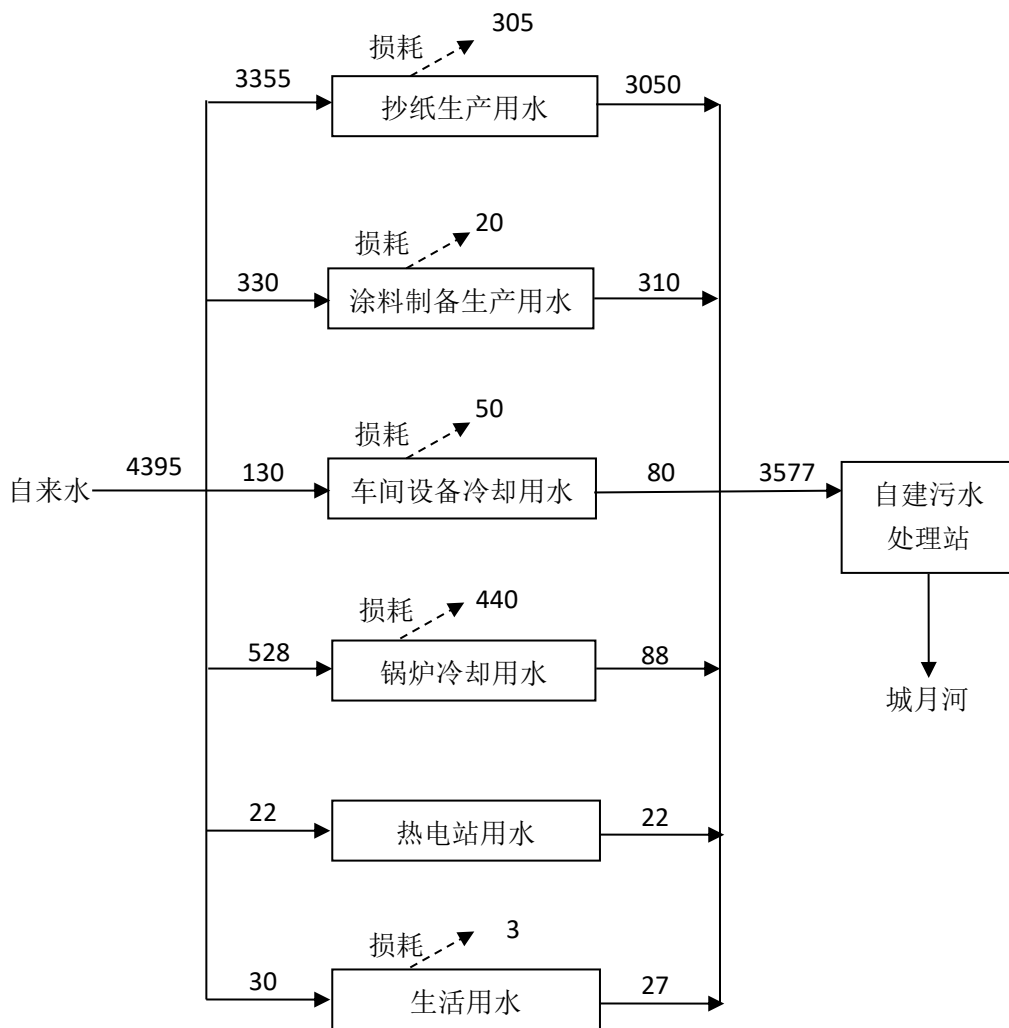 损耗 305
3355 抄纸生产用水 3050
损耗 20
330 涂料制备生产用水 310
损耗 50
自来水 4395 130 车间设备冷却用水 80 3577 自建污水
处理站
损耗 440
528 锅炉冷却用水 88
城月河
22 热电站用水 22
损耗 3
30 生活用水 27